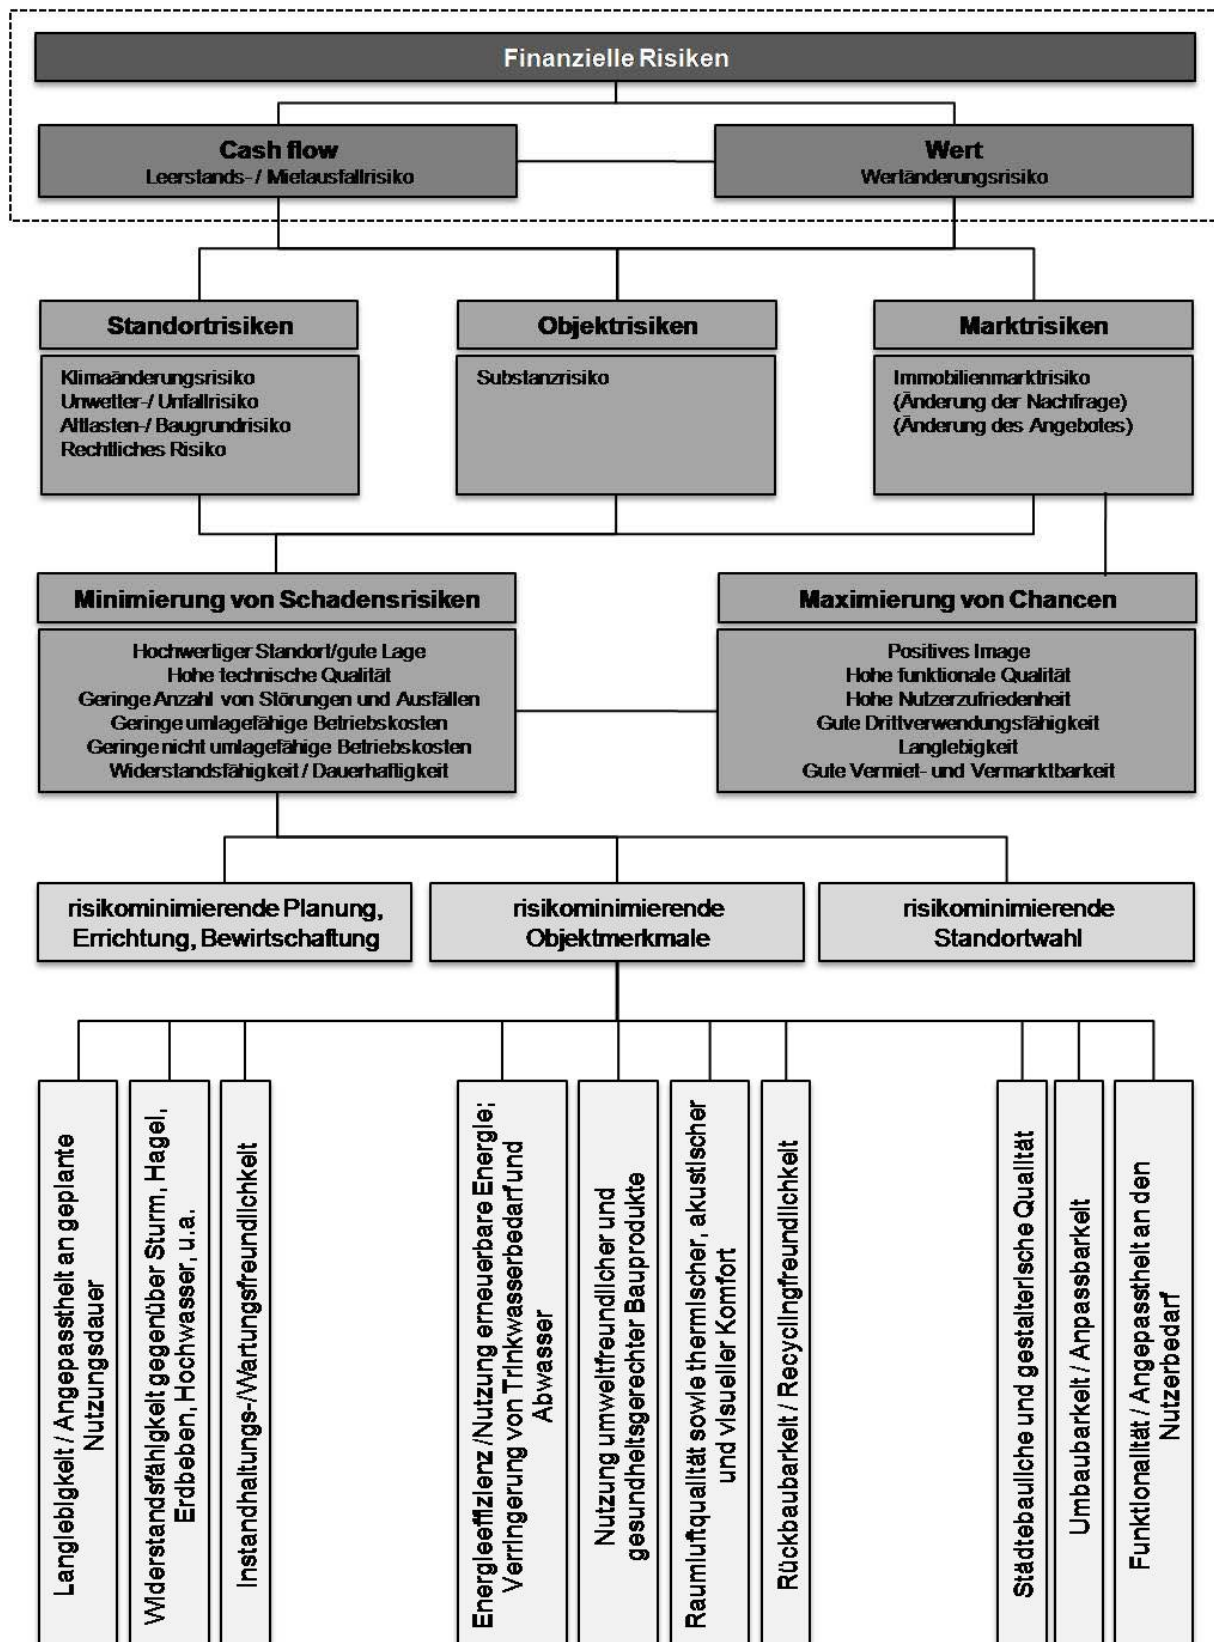 Finanzielle Risiken
Cash flow
Leerstands- / Mietausfallrisiko
Wert
Wertänderungsrisiko
Standortrisiken
Klimaänderungsrisiko
Unwetter-/ Unfallrisiko
Altlasten-/ Baugrundrisiko
Rechtliches Risiko
Objektrisiken
Substanzrisiko
Marktrisiken
Immobilienmarktrisiko
(Änderung der Nachfrage)
(Änderung des Angebotes)
Minimierung von Schadensrisiken
Hochwertiger Standort/gute Lage
Hohe technische Qualität
Geringe Anzahl von Störungen und Ausfällen
Geringe umlagefähige Betriebskosten
Geringe nicht umlagefähige Betriebskosten
Widerstandsfähigkeit / Dauerhaftigkeit
Maximierung von Chancen
Positives Image
Hohe funktionale Qualität
Hohe Nutzerzufriedenheit
Gute Drittverwendungsfähigkeit
Langlebigkeit
Gute Vermiet- und Vermarktbarkeit
risikominimierende Planung,
Errichtung, Bewirtschaftung
risikominimierende
Objektmerkmale
risikominimierende
Standortwahl
Langlebigkeit / Angepasstheit an geplante
Nutzungsdauer
Widerstandsfähigkeit gegenüber Sturm, Hagel,
Erdbeben, Hochwasser, u.a.
Instandhaltungs-/Wartungsfreundlichkeit
Energieeffizienz /Nutzung erneuerbare Energie;
Verringerung von Trinkwasserbedarf und
Abwasser
Nutzung umweltfreundlicher und
gesundheitsgerechter Bauprodukte
Raumluftqualität sowie thermischer, akustischer
und visueller Komfort
Rückbaubarkeit / Recyclingfreundlichkeit
Städtebauliche und gestalterische Qualität
Umbaubarkeit / Anpassbarkeit
Funktionalität / Angepasstheit an den
Nutzerbedarf